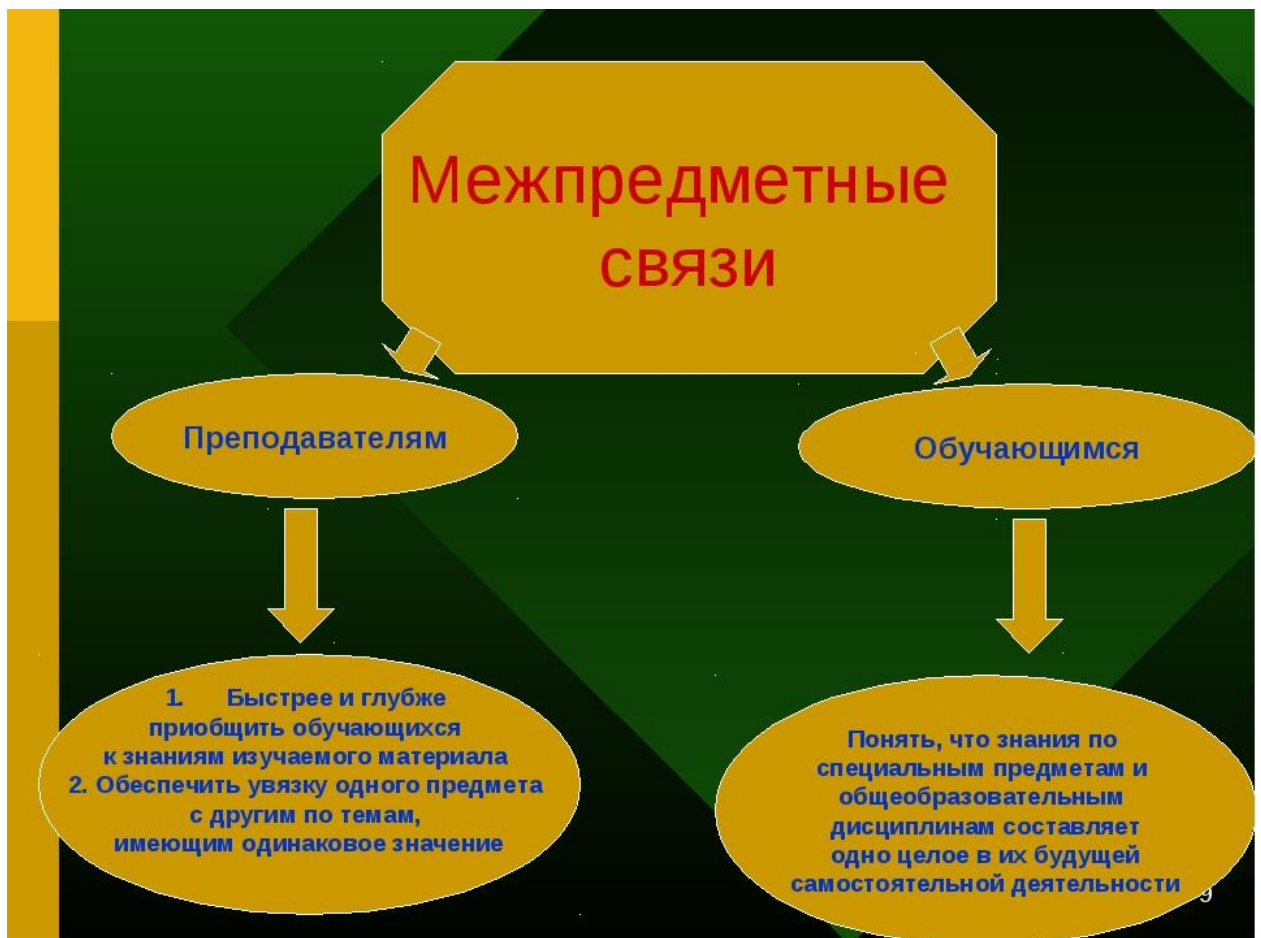 Межпредметные
связи
Преподавателям
Обучающимся
1. Быстрее и глубже
приобщить обучающихся
к знаниям изучаемого материала
2. Обеспечить увязку одного предмета
с другим по темам,
имеющим одинаковое значение
Понять, что знания по
специальным предметам и
общеобразовательным
дисциплинам составляет
одно целое в их будущей
самостоятельной деятельности
9